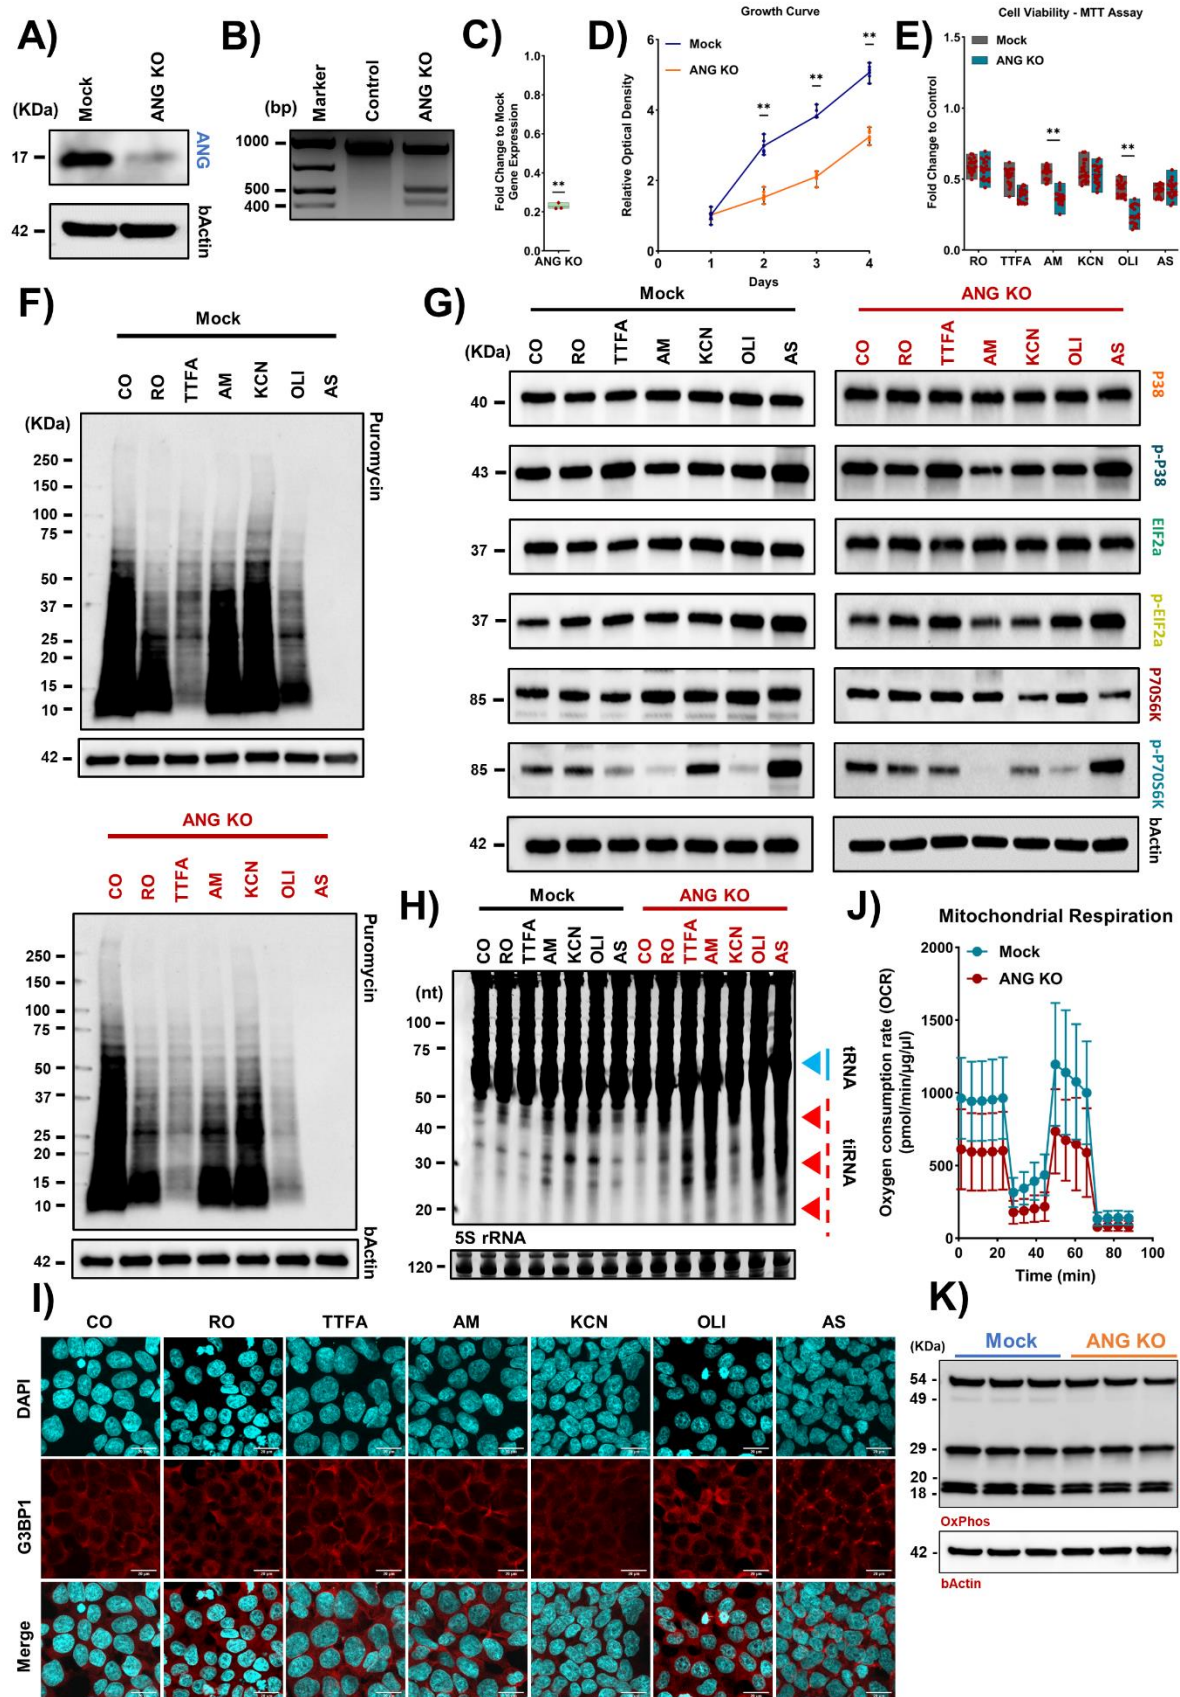 A)
Mock
ANG KO
(KDa)
17
ANG
42
bActin
B)
(bp)
Marker
Control
ANG KO
1000
500
400
C)
Fold Change to Mock
Gene Expression
1.0
0.8
0.6
0.4
0.2
0.0
**
ANG KO
D)
Growth Curve
Mock
ANG KO
Relative Optical Density
6
4
2
0
** ** **
0 1 2 3 4
Days
E)
Cell Viability - MTT Assay
Mock
ANG KO
Fold Change to Control
1.5
1.0
0.5
0.0
** **
RO TTFA AM KCN OLI AS
F)
Mock
CO RO TTFA AM KCN OLI AS
(KDa)
250
150
100
75
50
37
25
20
15
10
Puromycin
42
ANG KO
CO RO TTFA AM KCN OLI AS
250
150
100
75
50
37
25
20
15
10
Puromycin
42
bActin
G)
Mock
ANG KO
(KDa)
CO RO TTFA AM KCN OLI AS
CO RO TTFA AM KCN OLI AS
40
P38
43
p-P38
37
EIF2a
37
p-EIF2a
85
P70S6K
85
p-P70S6K
42
bActin
H)
Mock
ANG KO
CO RO TTFA AM KCN OLI AS
CO RO TTFA AM KCN OLI AS
(nt)
100
75
50
40
30
20
tRNA
tiRNA
5S rRNA
120
J)
Mitochondrial Respiration
Mock
ANG KO
Oxygen consumption rate (OCR)
(pmol/min/µg/µl)
2000
1500
1000
500
0
0 20 40 60 80 100
Time (min)
I)
CO RO TTFA AM KCN OLI AS
DAPI
G3BP1
Merge
K)
Mock
ANG KO
(KDa)
54
49
29
20
18
OxPhos
42
bActin